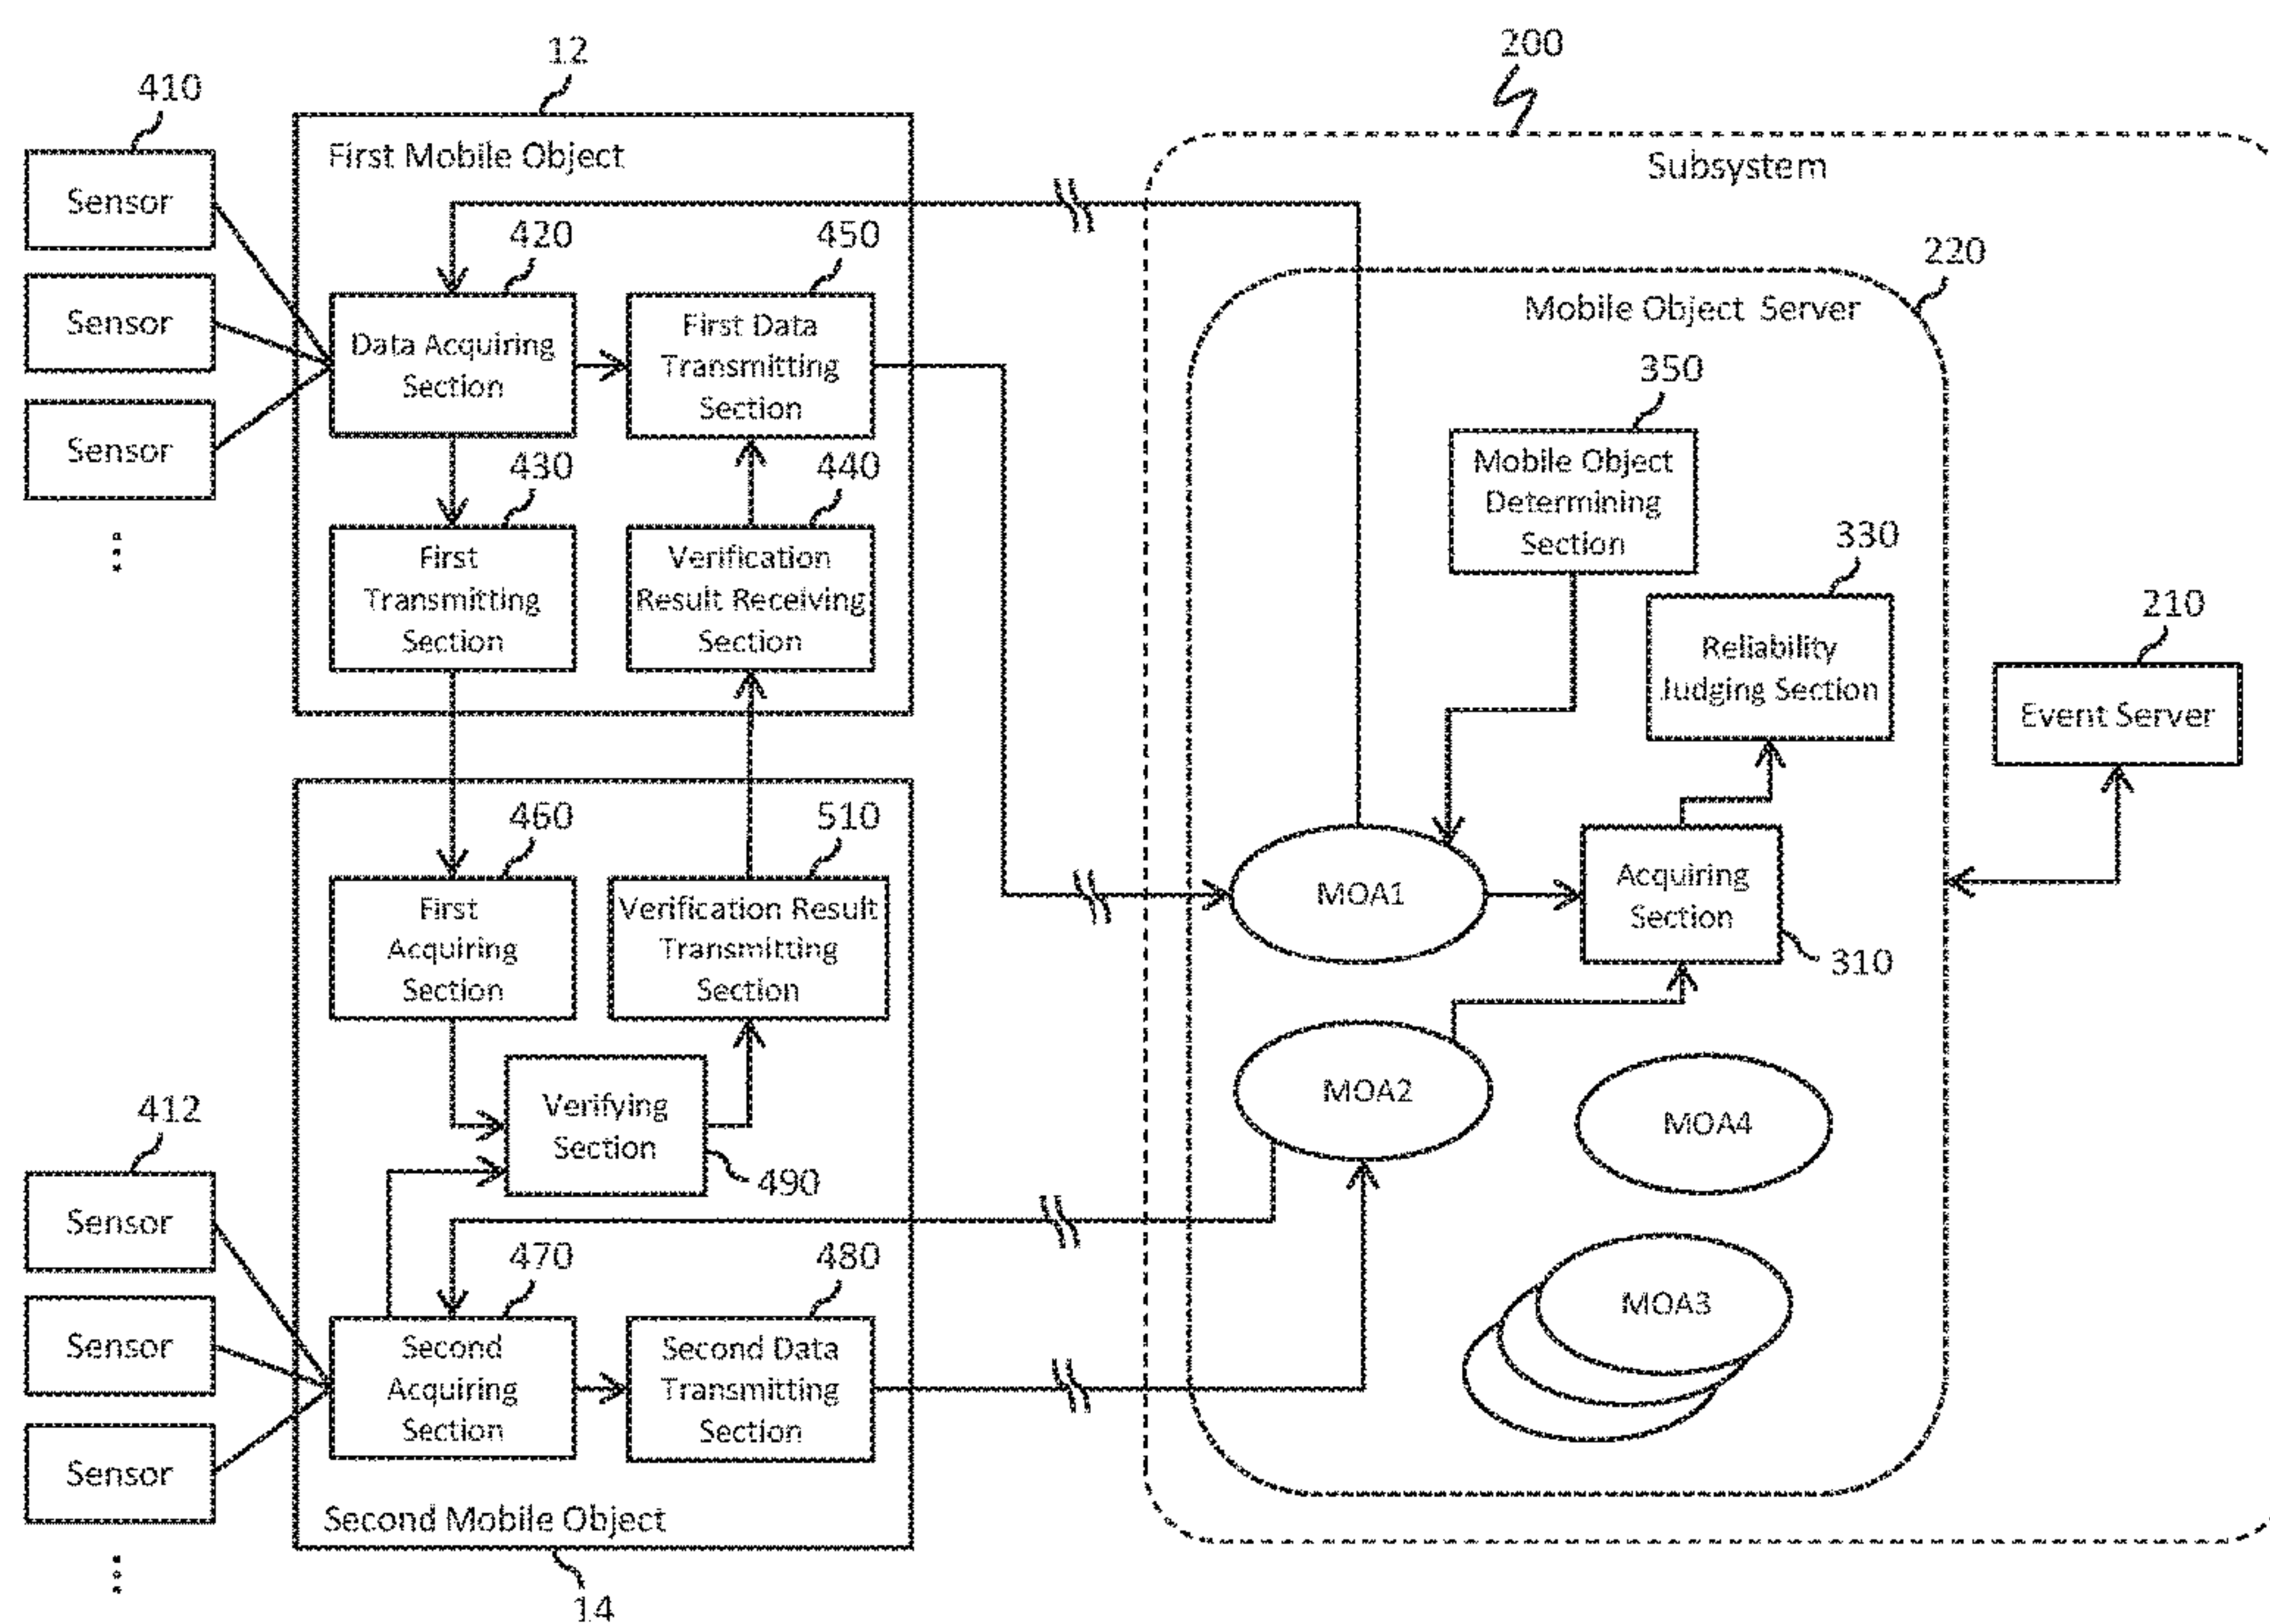 12
200
410
First Mobile Object
Subsystem
Sensor
420
450
220
Mobile Object Server
Sensor
Data Acquiring
Section
First Data
Transmitting
Section
350
Sensor
430
440
Mobile Object
Determining
Section
330
First
Transmitting
Section
Verification
Result Receiving
Section
210
Reliability
Judging Section
Event Server
460
510
First
Acquiring
Section
Verification Result
Transmitting
Section
MOA1
Acquiring
Section
310
412
Verifying
Section
490
MOA2
MOA4
Sensor
470
480
MOA3
Sensor
Second
Acquiring
Section
Second Data
Transmitting
Section
Sensor
Second Mobile Object
14